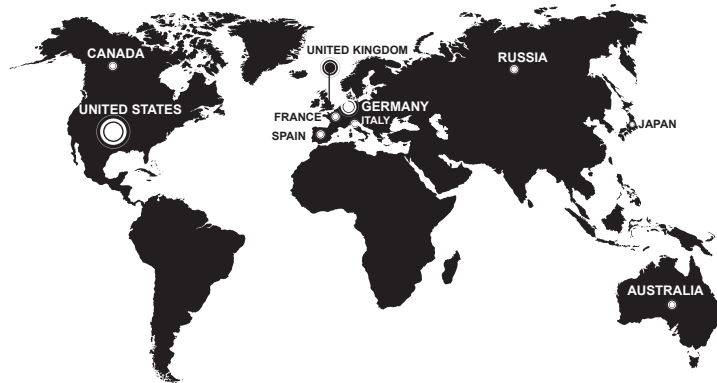 CANADA
UNITED KINGDOM
RUSSIA
UNITED STATES
GERMANY
FRANCE
ITALY
JAPAN
SPAIN
AUSTRALIA